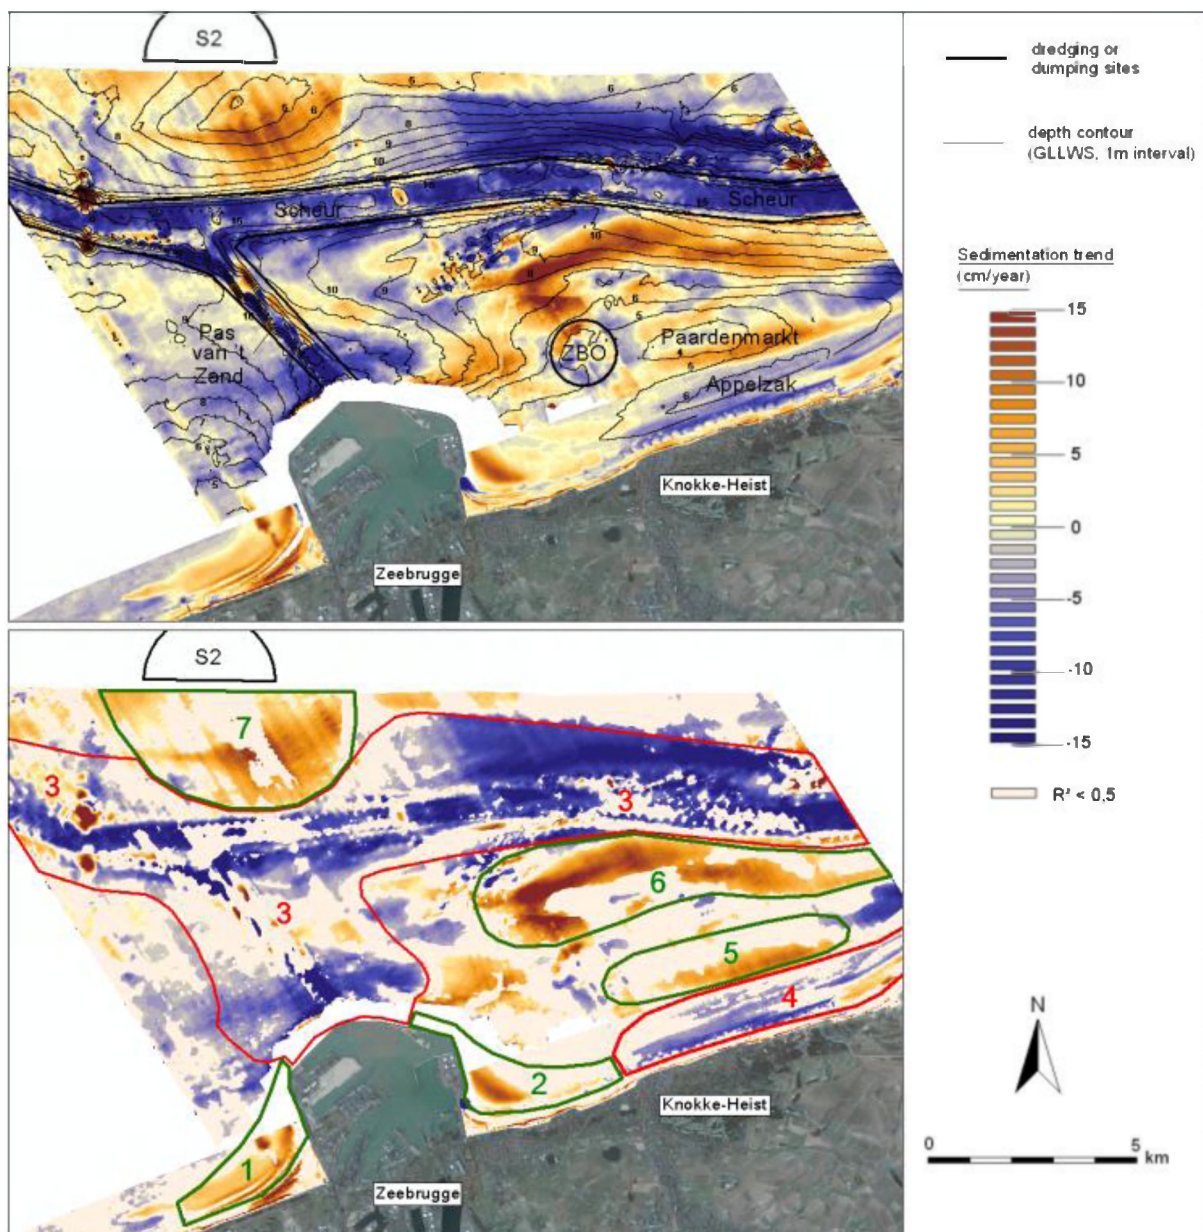 S2
Scheur
Scheur
Pas
van 't
Zand
ZBO
Paardenmarkt
Appelzak
Knokke-Heist
Zeebrugge
dredging or
dumping sites
depth contour
(GLLWS, 1m interval)
Sedimentation trend
(cm/year)
15
10
5
0
-5
-10
-15
R² < 0,5
S2
7
3
3
3
6
5
4
2
1
Knokke-Heist
Zeebrugge
N
0 5
km